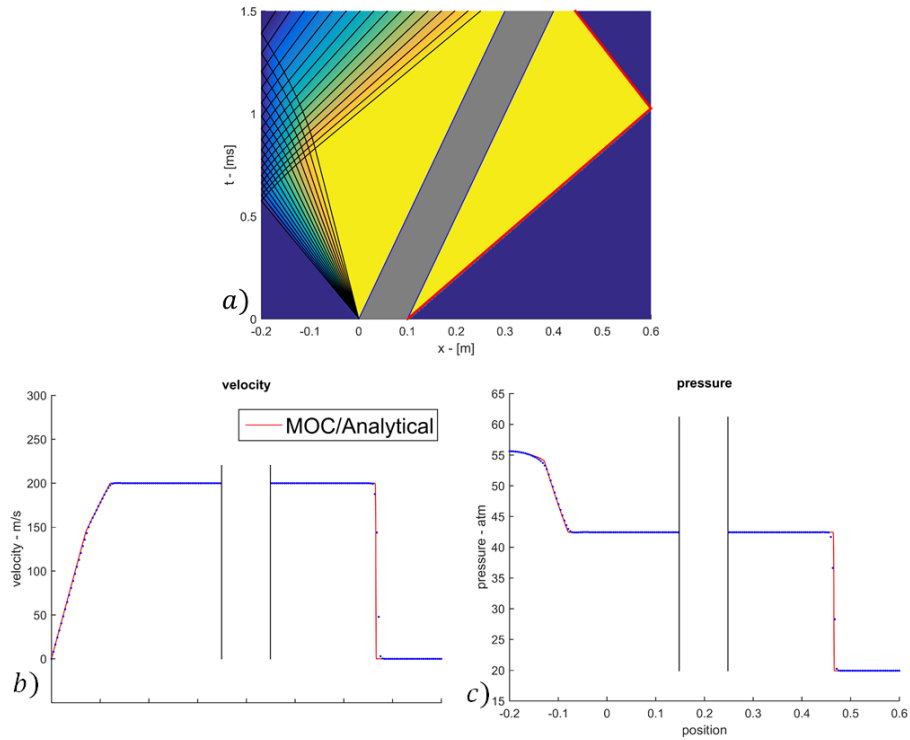 1.5
1
0.5
0
t - [ms]
a)
-0.2 -0.1 0 0.1 0.2 0.3 0.4 0.5 0.6
x - [m]
velocity
300
250
200
150
100
50
0
velocity - m/s
MOC/Analytical
b)
pressure
65
60
55
50
45
40
35
30
25
20
15
pressure - atm
c)
-0.2 -0.1 0 0.1 0.2 0.3 0.4 0.5 0.6
position